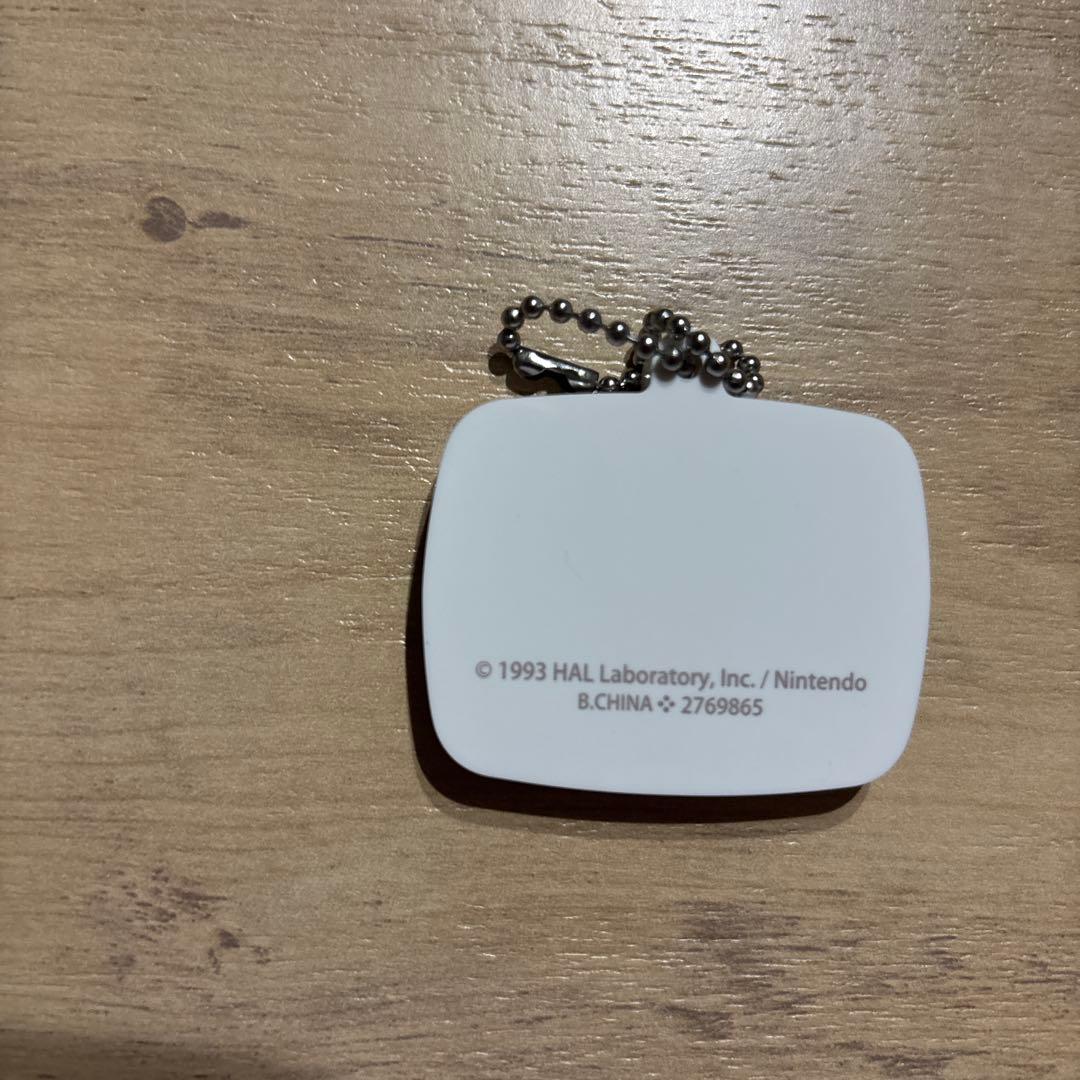 © 1993 HAL Laboratory, Inc. / Nintendo
B.CHINA ❖ 2769865